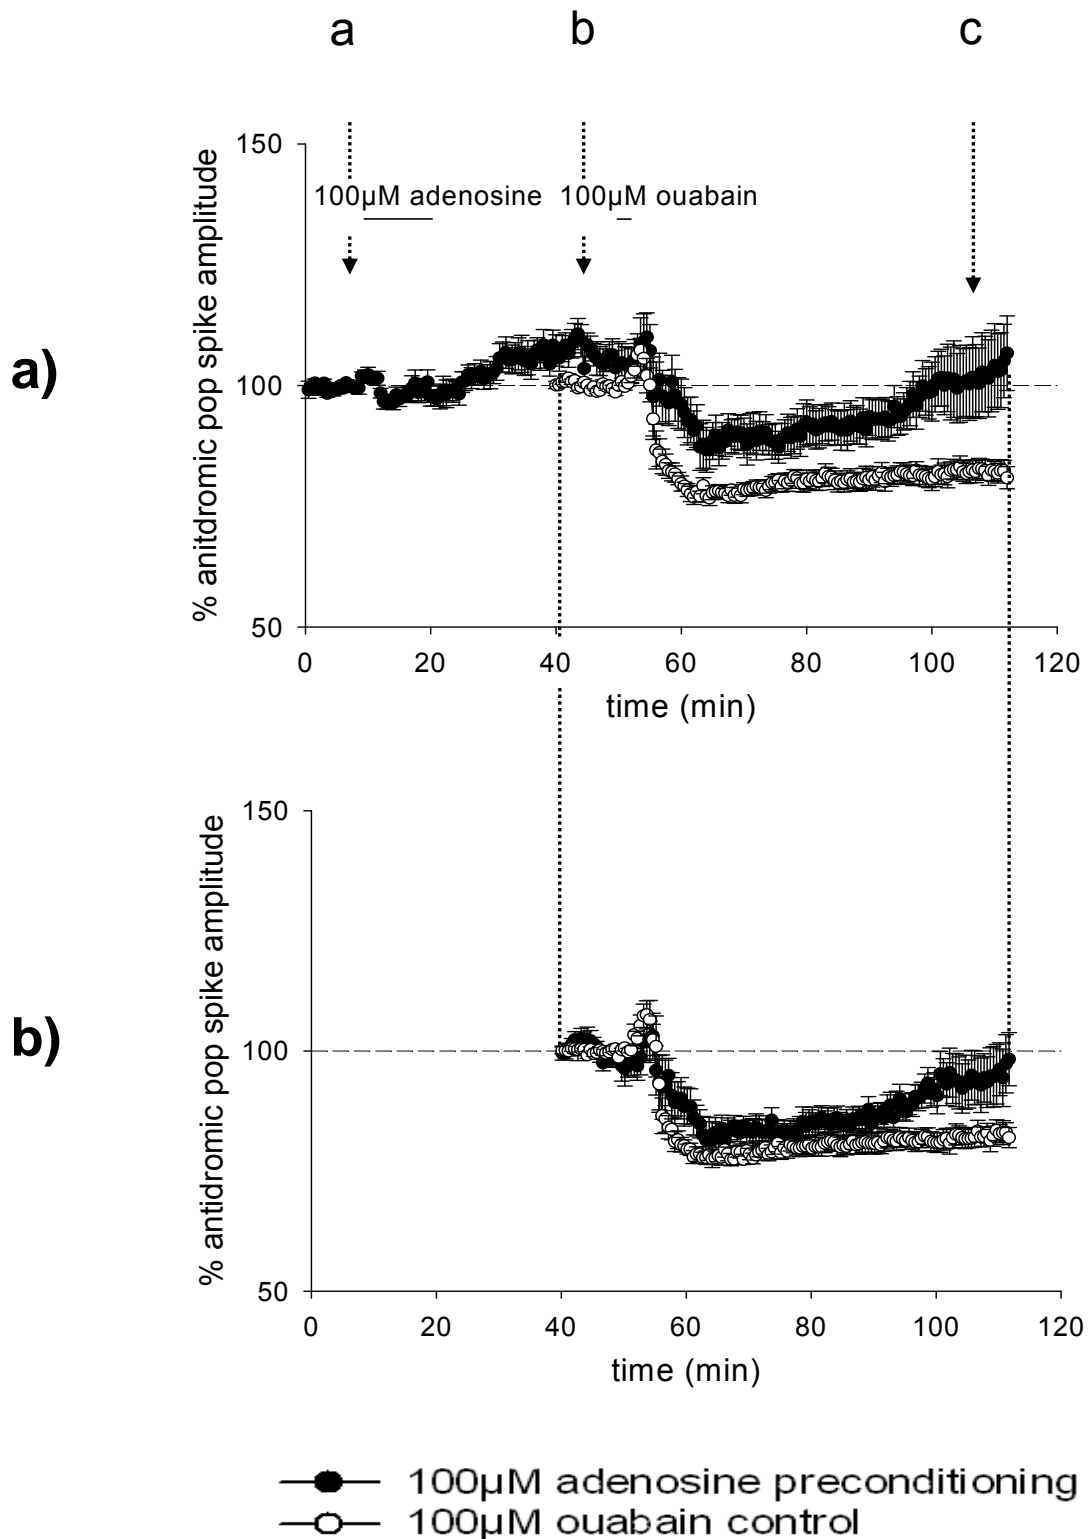 a b c
150
100µM adenosine 100µM ouabain
% anitdromic pop spike amplitude
a)
100
50
0 20 40 60 80 100 120
time (min)
150
% antidromic pop spike amplitude
b)
100
50
0 20 40 60 80 100 120
time (min)
100µM adenosine preconditioning
100µM ouabain control